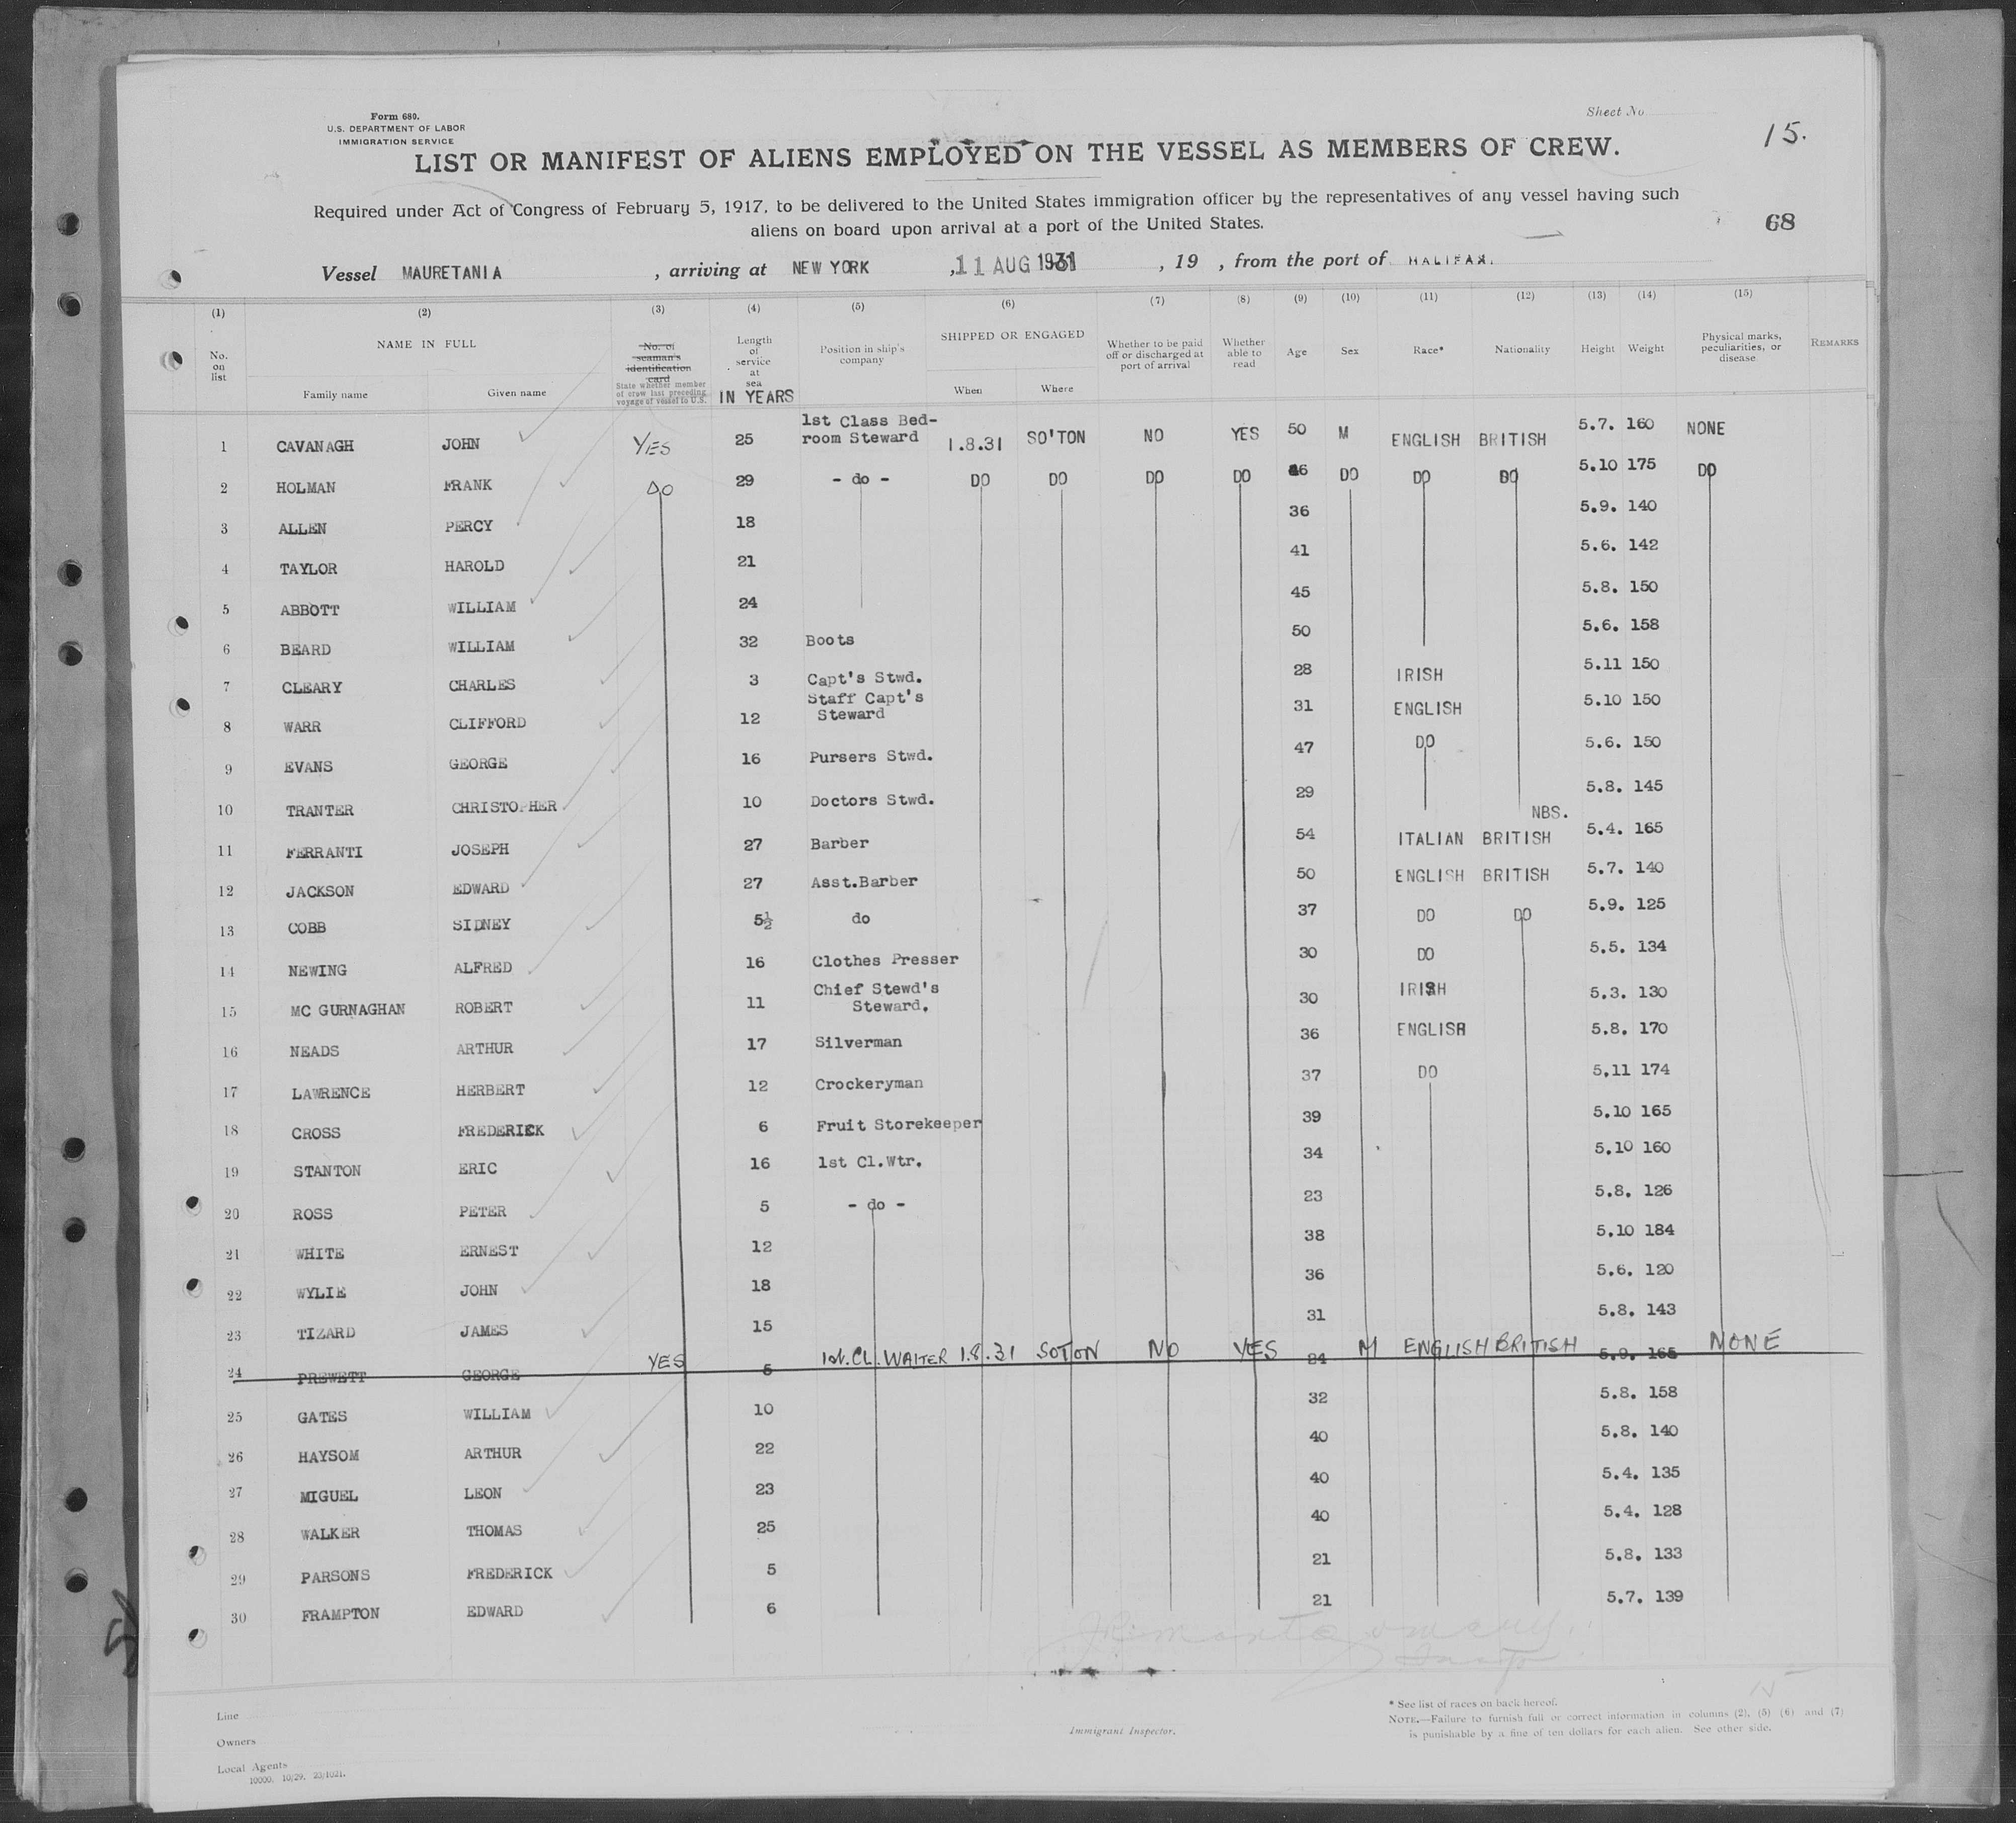 Form 680.
U.S. DEPARTMENT OF LABOR
IMMIGRATION SERVICE
Sheet No
15.
LIST OR MANIFEST OF ALIENS EMPLOYED ON THE VESSEL AS MEMBERS OF CREW.
Required under Act of Congress of February 5, 1917, to be delivered to the United States immigration officer by the representatives of any vessel having such
aliens on board upon arrival at a port of the United States.
68
Vessel MAURETANIA , arriving at NEW YORK , 11 AUG 1931 , 19 , from the port of HALIFAX.
(1) (2) (3) (4) (5) (6) (7) (8) (9) (10) (11) (12) (13) (14) (15)
No. on list
NAME IN FULL
Family name Given name
No. of seaman's identification card
State whether member of crew last preceding voyage of vessel to U.S.
Length of service at sea
IN YEARS
Position in ship's company
SHIPPED OR ENGAGED
When Where
Whether to be paid off or discharged at port of arrival
Whether able to read
Age
Sex
Race*
Nationality
Height
Weight
Physical marks, peculiarities, or disease
REMARKS
1 CAVANAGH JOHN YES 25 1st Class Bed-room Steward 1.8.31 SO'TON NO YES 50 M ENGLISH BRITISH 5.7. 160 NONE
2 HOLMAN FRANK DO 29 - do - DO DO DO DO 46 DO DO DO 5.10 175 DO
3 ALLEN PERCY 18 36 5.9. 140
4 TAYLOR HAROLD 21 41 5.6. 142
5 ABBOTT WILLIAM 24 45 5.8. 150
6 BEARD WILLIAM 32 Boots 50 5.6. 158
7 CLEARY CHARLES 3 Capt's Stwd. 28 IRISH 5.11 150
8 WARR CLIFFORD 12 Staff Capt's Steward 31 ENGLISH 5.10 150
9 EVANS GEORGE 16 Pursers Stwd. 47 DO 5.6. 150
10 TRANTER CHRISTOPHER 10 Doctors Stwd. 29 5.8. 145
NBS.
11 FERRANTI JOSEPH 27 Barber 54 ITALIAN BRITISH 5.4. 165
12 JACKSON EDWARD 27 Asst.Barber 50 ENGLISH BRITISH 5.7. 140
13 COBB SIDNEY 5½ do 37 DO DO 5.9. 125
14 NEWING ALFRED 16 Clothes Presser 30 DO 5.5. 134
15 MC GURNAGHAN ROBERT 11 Chief Stewd's Steward. 30 IRISH 5.3. 130
16 NEADS ARTHUR 17 Silverman 36 ENGLISH 5.8. 170
17 LAWRENCE HERBERT 12 Crockeryman 37 DO 5.11 174
18 CROSS FREDERICK 6 Fruit Storekeeper 39 5.10 165
19 STANTON ERIC 16 1st Cl.Wtr. 34 5.10 160
20 ROSS PETER 5 - do - 23 5.8. 126
21 WHITE ERNEST 12 38 5.10 184
22 WYLIE JOHN 18 36 5.6. 120
23 TIZARD JAMES 15 31 5.8. 143
24 PREWETT GEORGE YES 6 1st. CL. WAITER 1.8.31 SOTON NO YES 24 M ENGLISH BRITISH 5.9. 165 NONE
25 GATES WILLIAM 10 32 5.8. 158
26 HAYSOM ARTHUR 22 40 5.8. 140
27 MIGUEL LEON 23 40 5.4. 135
28 WALKER THOMAS 25 40 5.4. 128
29 PARSONS FREDERICK 5 21 5.8. 133
30 FRAMPTON EDWARD 6 21 5.7. 139
Line
Owners
Local Agents
10000. 10/29. 23/1021.
Immigrant Inspector.
* See list of races on back hereof.
NOTE.—Failure to furnish full or correct information in columns (2), (5) (6) and (7)
is punishable by a fine of ten dollars for each alien. See other side.